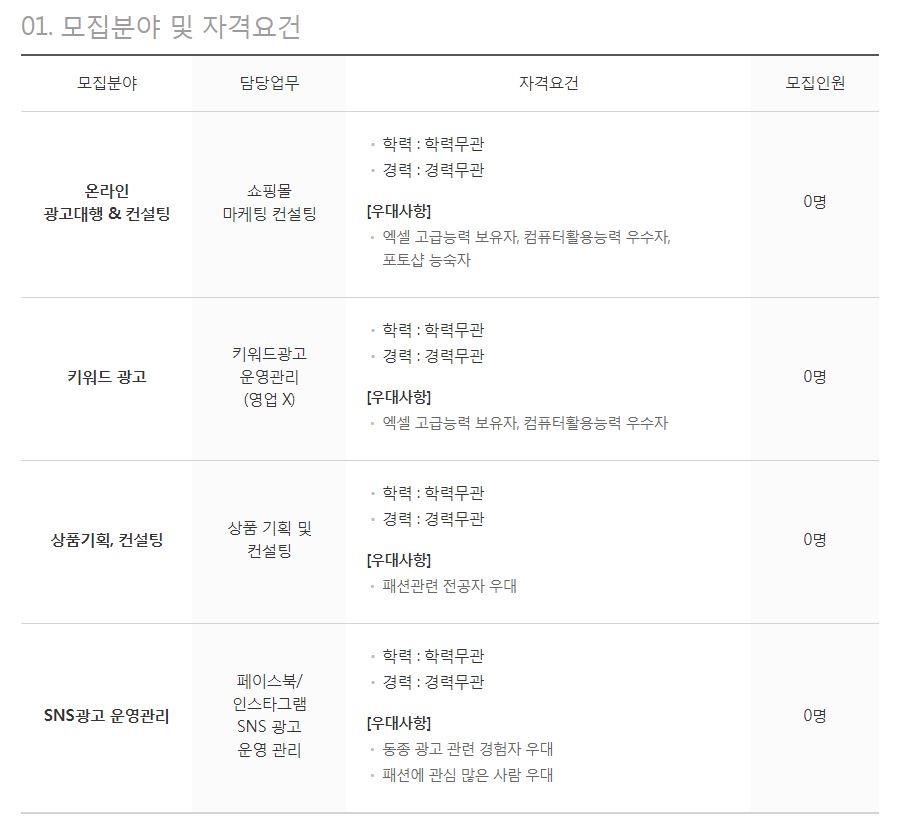 01. 모집분야 및 자격요건
모집분야 담당업무 자격요건 모집인원
온라인
광고대행 & 컨설팅
쇼핑몰
마케팅 컨설팅
· 학력 : 학력무관
· 경력 : 경력무관
[우대사항]
· 엑셀 고급능력 보유자, 컴퓨터활용능력 우수자,
포토샵 능숙자
0명
키워드 광고
키워드광고
운영관리
(영업 X)
· 학력 : 학력무관
· 경력 : 경력무관
[우대사항]
· 엑셀 고급능력 보유자, 컴퓨터활용능력 우수자
0명
상품기획, 컨설팅
상품 기획 및
컨설팅
· 학력 : 학력무관
· 경력 : 경력무관
[우대사항]
· 패션관련 전공자 우대
0명
SNS광고 운영관리
페이스북/
인스타그램
SNS 광고
운영 관리
· 학력 : 학력무관
· 경력 : 경력무관
[우대사항]
· 동종 광고 관련 경험자 우대
· 패션에 관심 많은 사람 우대
0명